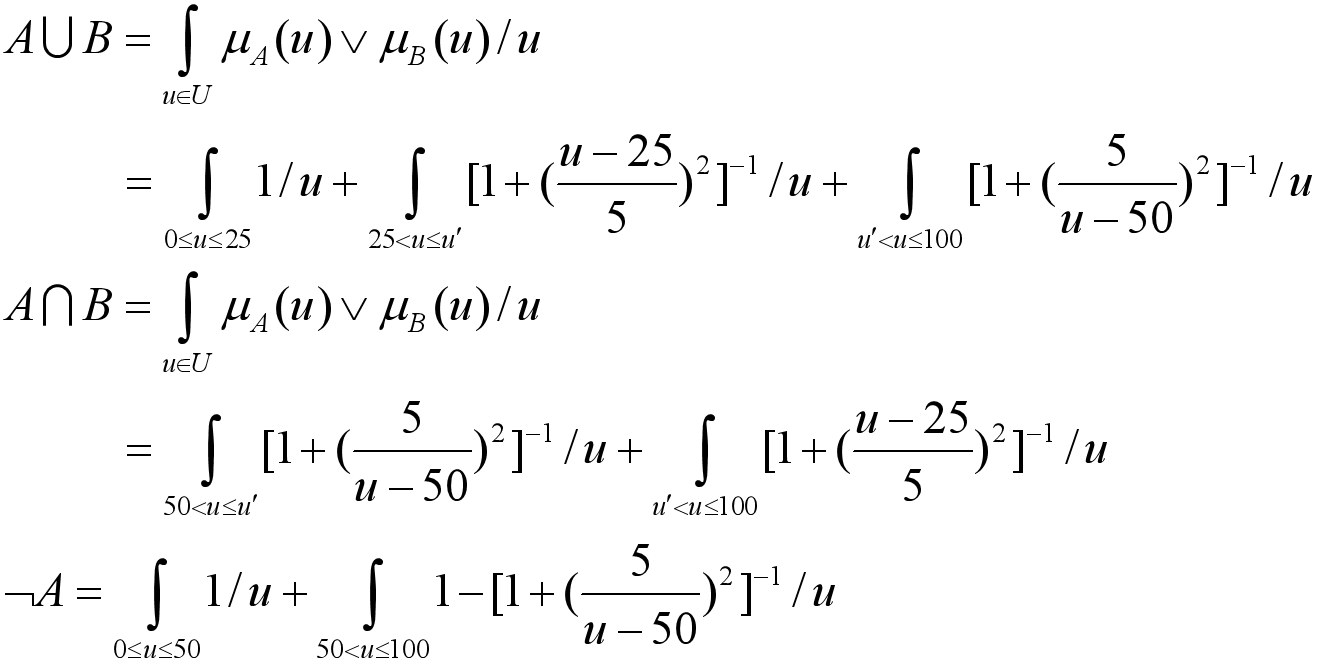 A ∪ B = ∫_{u∈U} μ_A(u) ∨ μ_B(u) / u
= ∫_{0≤u≤25} 1/u + ∫_{25<u≤u′} [1 + ((u − 25)/5)²]⁻¹ / u + ∫_{u′<u≤100} [1 + (5/(u − 50))²]⁻¹ / u
A ∩ B = ∫_{u∈U} μ_A(u) ∨ μ_B(u) / u
= ∫_{50<u≤u′} [1 + (5/(u − 50))²]⁻¹ / u + ∫_{u′<u≤100} [1 + ((u − 25)/5)²]⁻¹ / u
¬A = ∫_{0≤u≤50} 1/u + ∫_{50<u≤100} 1 − [1 + (5/(u − 50))²]⁻¹ / u